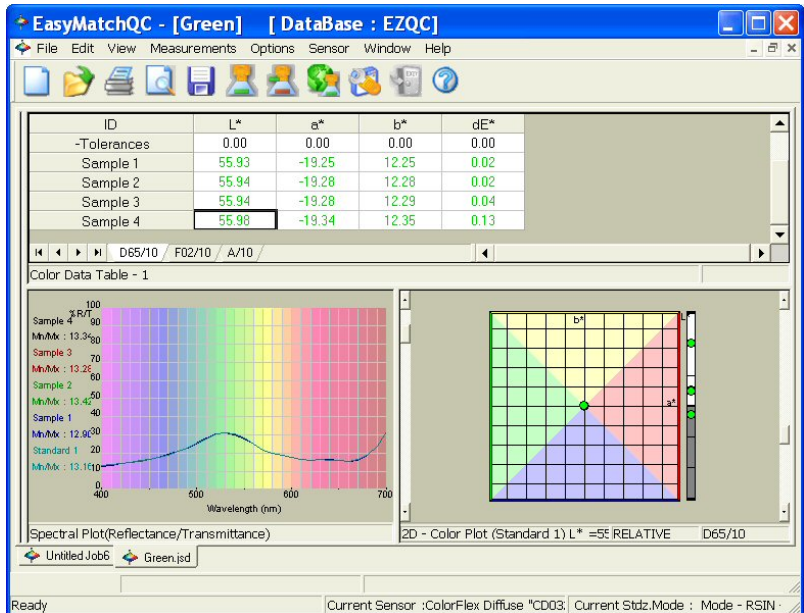 EasyMatchQC - [Green] [ DataBase : EZQC]
File Edit View Measurements Options Sensor Window Help
ID L* a* b* dE*
-Tolerances 0.00 0.00 0.00 0.00
Sample 1 55.93 -19.25 12.25 0.02
Sample 2 55.94 -19.28 12.28 0.02
Sample 3 55.94 -19.28 12.29 0.04
Sample 4 55.98 -19.34 12.35 0.13
D65/10 F02/10 A/10
Color Data Table - 1
%R/T
Sample 4
Mn/Mx : 13.34
Sample 3
Mn/Mx : 13.28
Sample 2
Mn/Mx : 13.42
Sample 1
Mn/Mx : 12.90
Standard 1
Mn/Mx : 13.16
100
90
80
70
60
50
40
30
20
10
0
400 500 600 700
Wavelength (nm)
b*
L*
a*
Spectral Plot(Reflectance/Transmittance)
2D - Color Plot (Standard 1) L* =55 RELATIVE D65/10
Untitled Job6 Green.jsd
Ready Current Sensor :ColorFlex Diffuse "CD03 Current Stdz.Mode : Mode - RSIN -